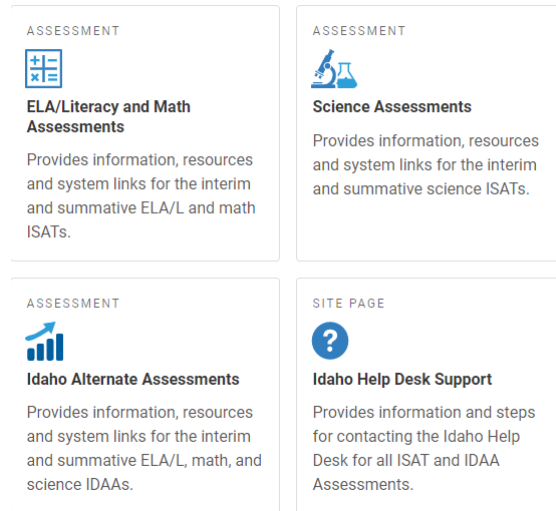 ASSESSMENT
ELA/Literacy and Math
Assessments
Provides information, resources
and system links for the interim
and summative ELA/L and math
ISATs.
ASSESSMENT
Science Assessments
Provides information, resources
and system links for the interim
and summative science ISATs.
ASSESSMENT
Idaho Alternate Assessments
Provides information, resources
and system links for the interim
and summative ELA/L, math, and
science IDAAs.
SITE PAGE
Idaho Help Desk Support
Provides information and steps
for contacting the Idaho Help
Desk for all ISAT and IDAA
Assessments.